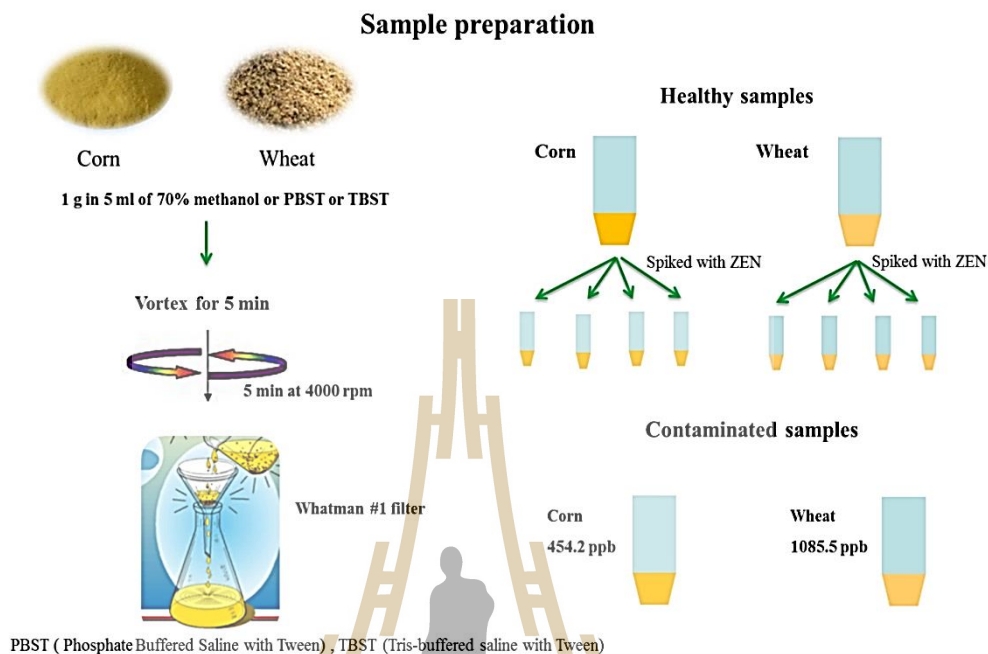 Sample preparation
Corn
Wheat
1 g in 5 ml of 70% methanol or PBST or TBST
Vortex for 5 min
5 min at 4000 rpm
Whatman #1 filter
Healthy samples
Corn
Wheat
Spiked with ZEN
Spiked with ZEN
Contaminated samples
Corn
454.2 ppb
Wheat
1085.5 ppb
PBST ( Phosphate Buffered Saline with Tween) , TBST (Tris-buffered saline with Tween)